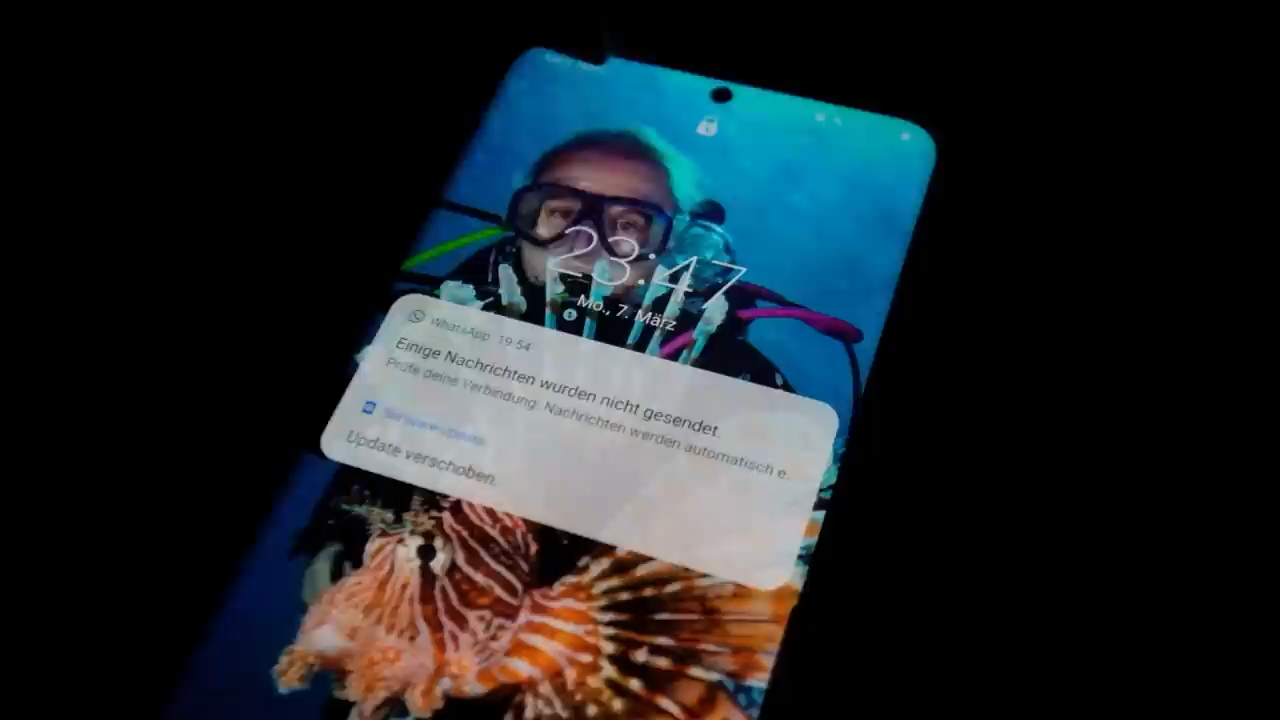 23:47
Mo., 7. März
WhatsApp 19:54
Einige Nachrichten wurden nicht gesendet.
Prüfe deine Verbindung. Nachrichten werden automatisch e..
Update verschoben.